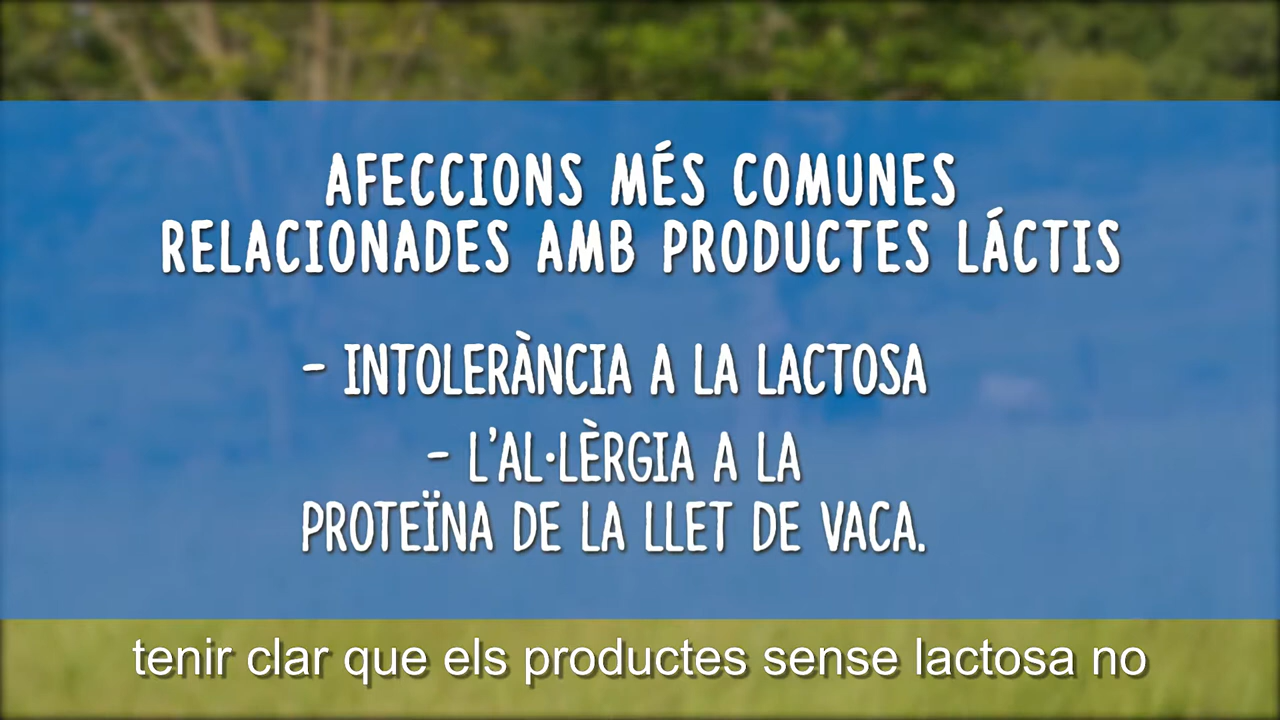 AFECCIONS MÉS COMUNES
RELACIONADES AMB PRODUCTES LÁCTIS
- INTOLERÀNCIA A LA LACTOSA
- L'AL·LÈRGIA A LA
PROTEÏNA DE LA LLET DE VACA.
tenir clar que els productes sense lactosa no